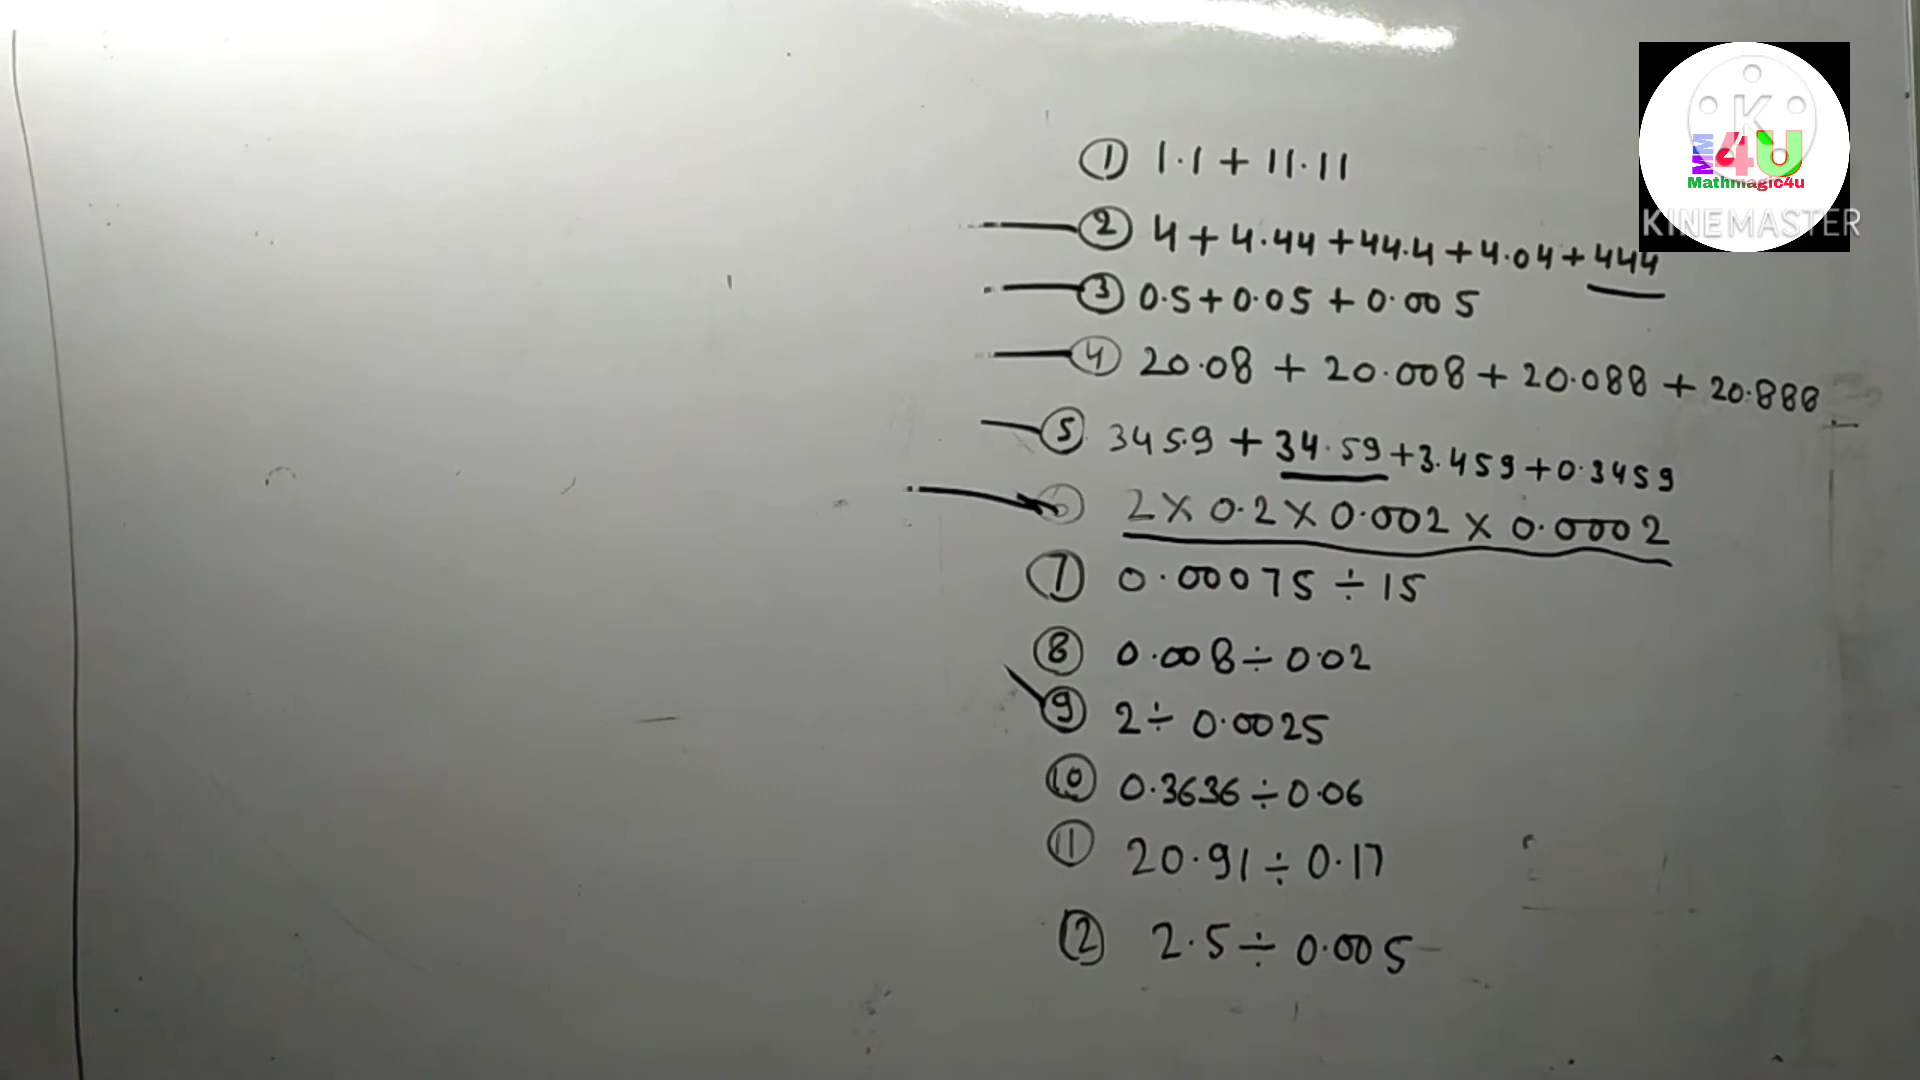 ① 1.1 + 11.11
② 4 + 4.44 + 44.4 + 4.04 + 444
③ 0.5 + 0.05 + 0.005
④ 20.08 + 20.008 + 20.088 + 20.888
⑤ 345.9 + 34.59 + 3.459 + 0.3459
⑥ 2 × 0.2 × 0.002 × 0.0002
⑦ 0.00075 ÷ 15
⑧ 0.008 ÷ 0.02
⑨ 2 ÷ 0.0025
⑩ 0.3636 ÷ 0.06
⑪ 20.91 ÷ 0.17
⑫ 2.5 ÷ 0.005
K
MM 4U
Mathmagic4u
KINEMASTER